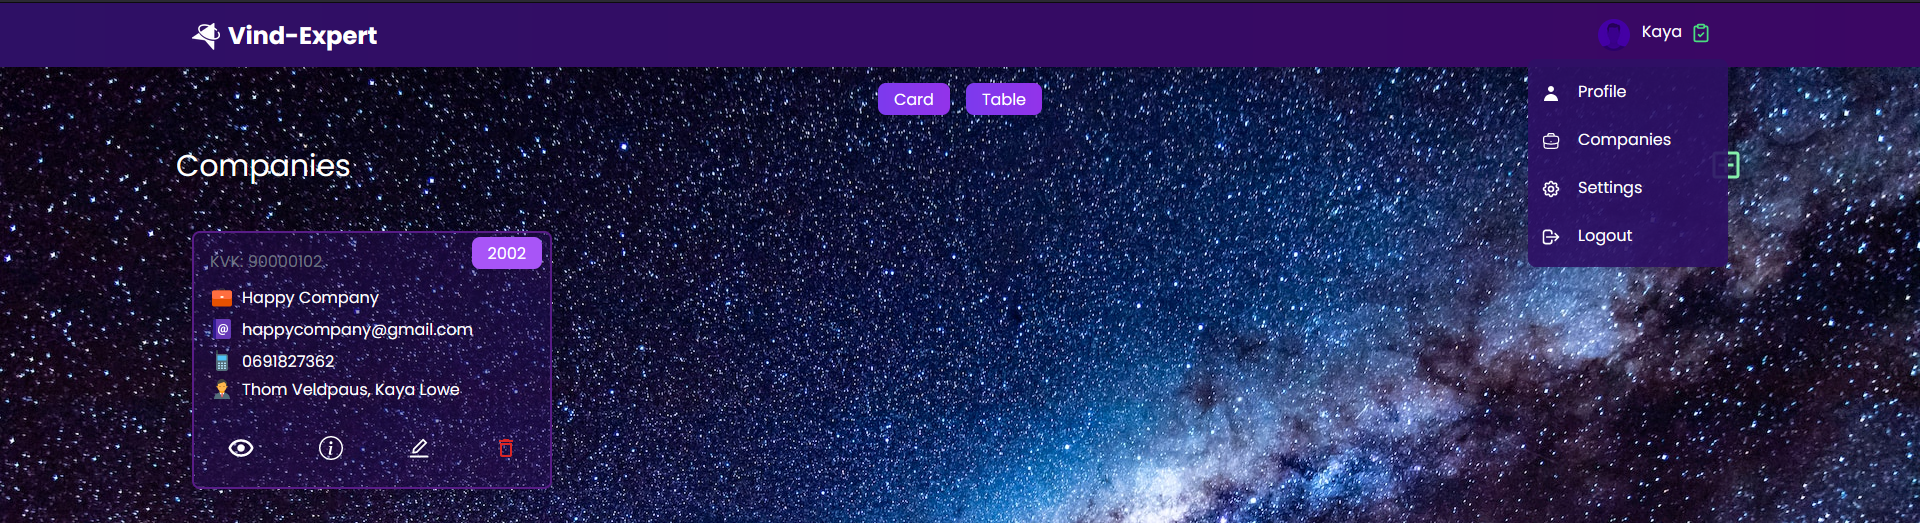 Vind-Expert
Kaya
Profile
Companies
Settings
Logout
Card
Table
Companies
KVK: 90000102
2002
Happy Company
happycompany@gmail.com
0691827362
Thom Veldpaus, Kaya Lowe